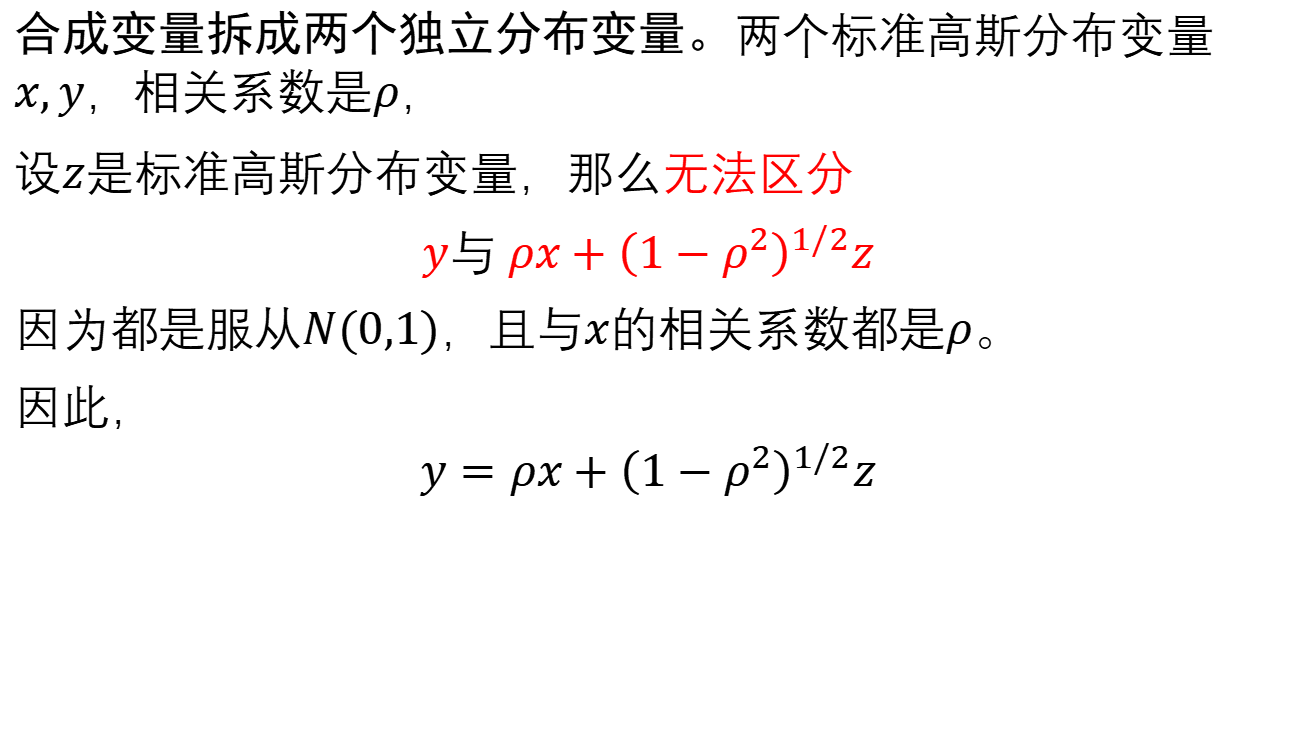 合成变量拆成两个独立分布变量。两个标准高斯分布变量
x, y，相关系数是ρ，
设z是标准高斯分布变量，那么无法区分
y与 ρx + (1 − ρ²)^{1/2}z
因为都是服从N(0,1)，且与x的相关系数都是ρ。
因此，
y = ρx + (1 − ρ²)^{1/2}z